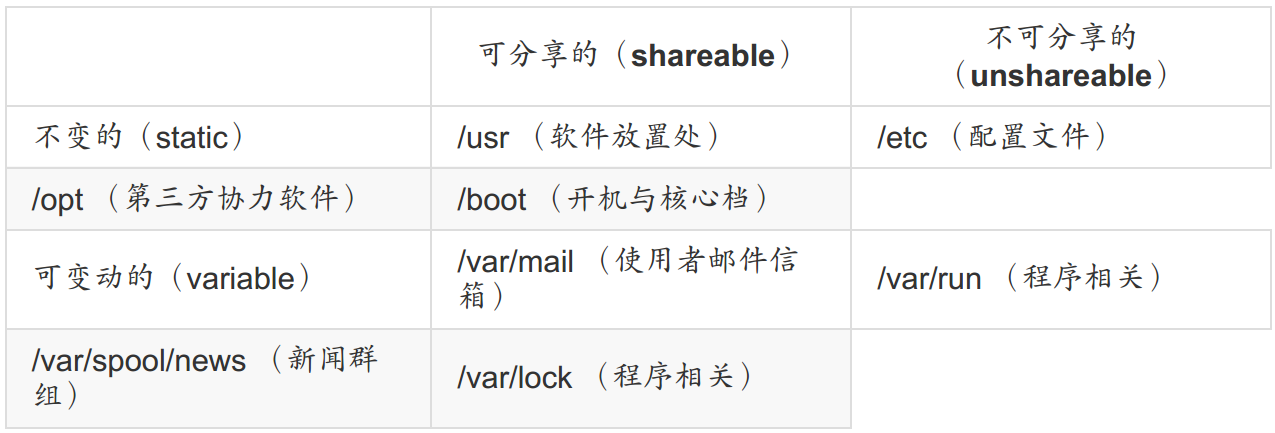 可分享的（shareable）
不可分享的
（unshareable）
不变的（static）
/usr （软件放置处）
/etc （配置文件）
/opt （第三方协力软件）
/boot （开机与核心档）
可变动的（variable）
/var/mail （使用者邮件信
箱）
/var/run （程序相关）
/var/spool/news （新闻群
组）
/var/lock （程序相关）